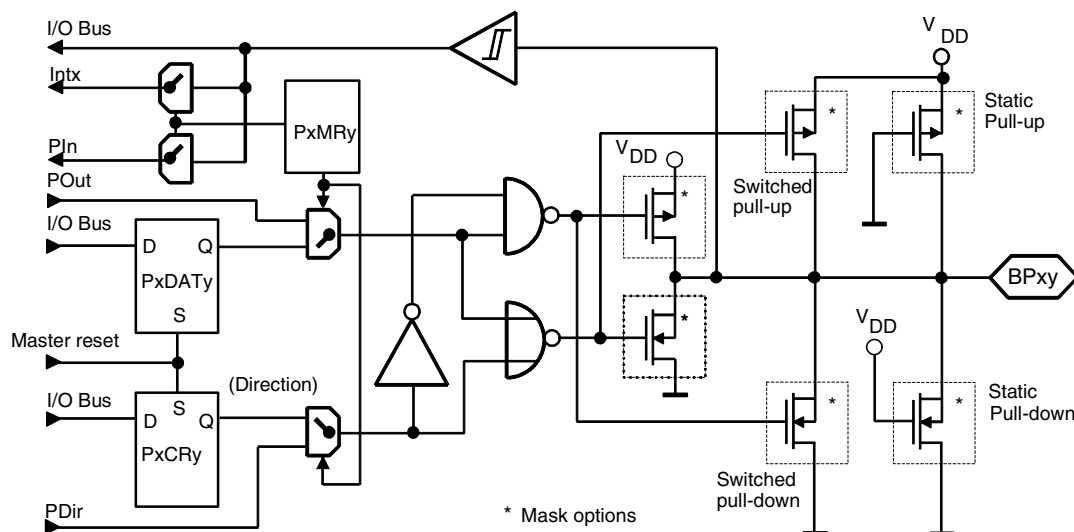 I/O Bus
V
DD
Intx
*
*
Static
Pull-up
PxMRy
PIn
V
DD
*
Switched
pull-up
POut
I/O Bus
D
Q
PxDATy
S
BPxy
*
V
DD
Master reset
(Direction)
S
I/O Bus
D
Q
PxCRy
*
*
Static
Pull-down
Switched
pull-down
PDir
* Mask options